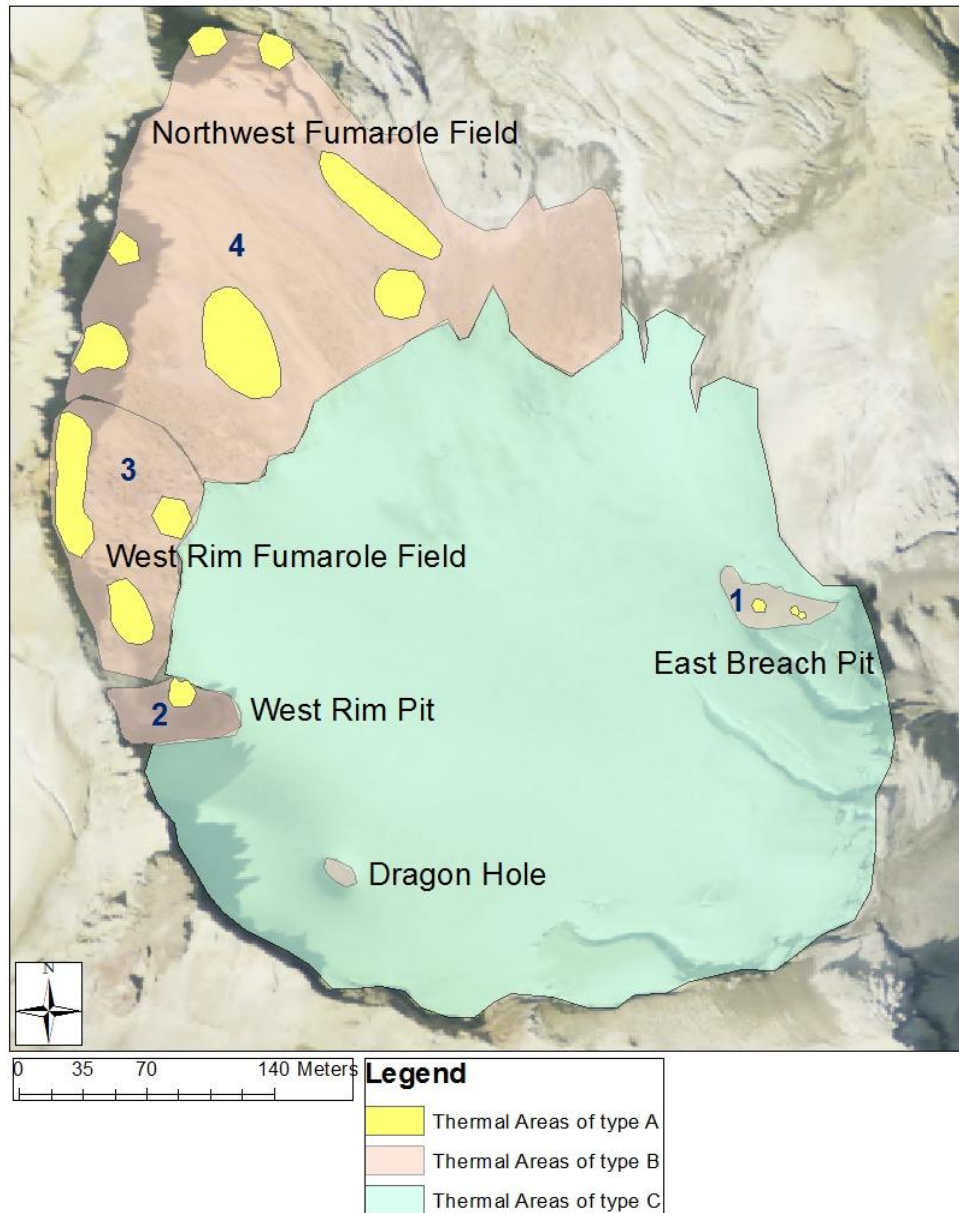 Northwest Fumarole Field
4
3
West Rim Fumarole Field
1
East Breach Pit
2
West Rim Pit
Dragon Hole
N
0 35 70 140 Meters
Legend
Thermal Areas of type A
Thermal Areas of type B
Thermal Areas of type C